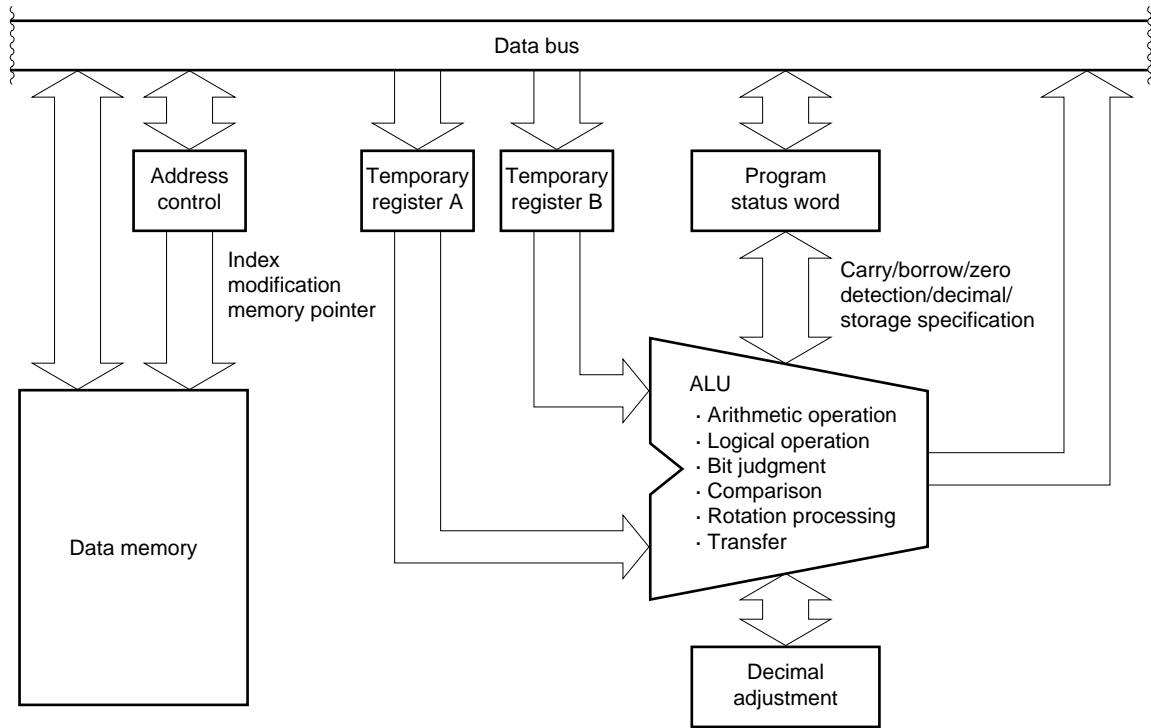 Data bus
Address
control
Temporary
register A
Temporary
register B
Program
status word
Index
modification
memory pointer
Carry/borrow/zero
detection/decimal/
storage specification
ALU
· Arithmetic operation
· Logical operation
· Bit judgment
· Comparison
· Rotation processing
· Transfer
Data memory
Decimal
adjustment